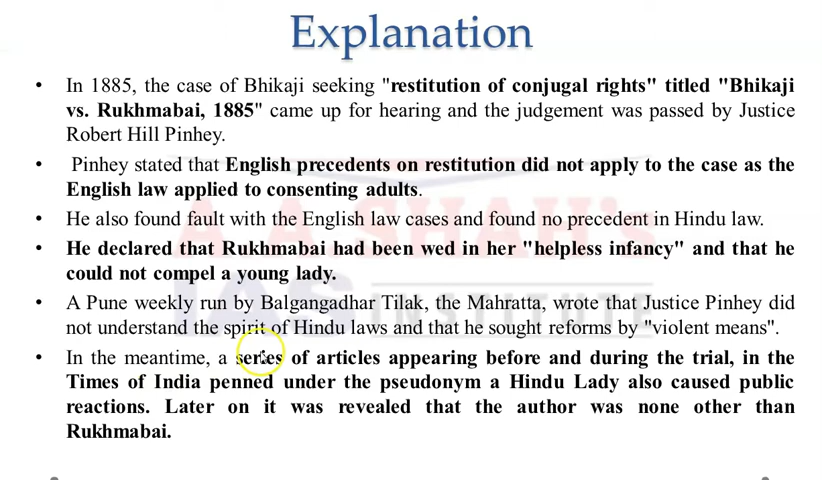 Explanation
• In 1885, the case of Bhikaji seeking "restitution of conjugal rights" titled "Bhikaji
vs. Rukhmabai, 1885" came up for hearing and the judgement was passed by Justice
Robert Hill Pinhey.
• Pinhey stated that English precedents on restitution did not apply to the case as the
English law applied to consenting adults.
• He also found fault with the English law cases and found no precedent in Hindu law.
• He declared that Rukhmabai had been wed in her "helpless infancy" and that he
could not compel a young lady.
• A Pune weekly run by Balgangadhar Tilak, the Mahratta, wrote that Justice Pinhey did
not understand the spirit of Hindu laws and that he sought reforms by "violent means".
• In the meantime, a series of articles appearing before and during the trial, in the
Times of India penned under the pseudonym a Hindu Lady also caused public
reactions. Later on it was revealed that the author was none other than
Rukhmabai.
A.A.SHAH's
IAS INSTITUTE